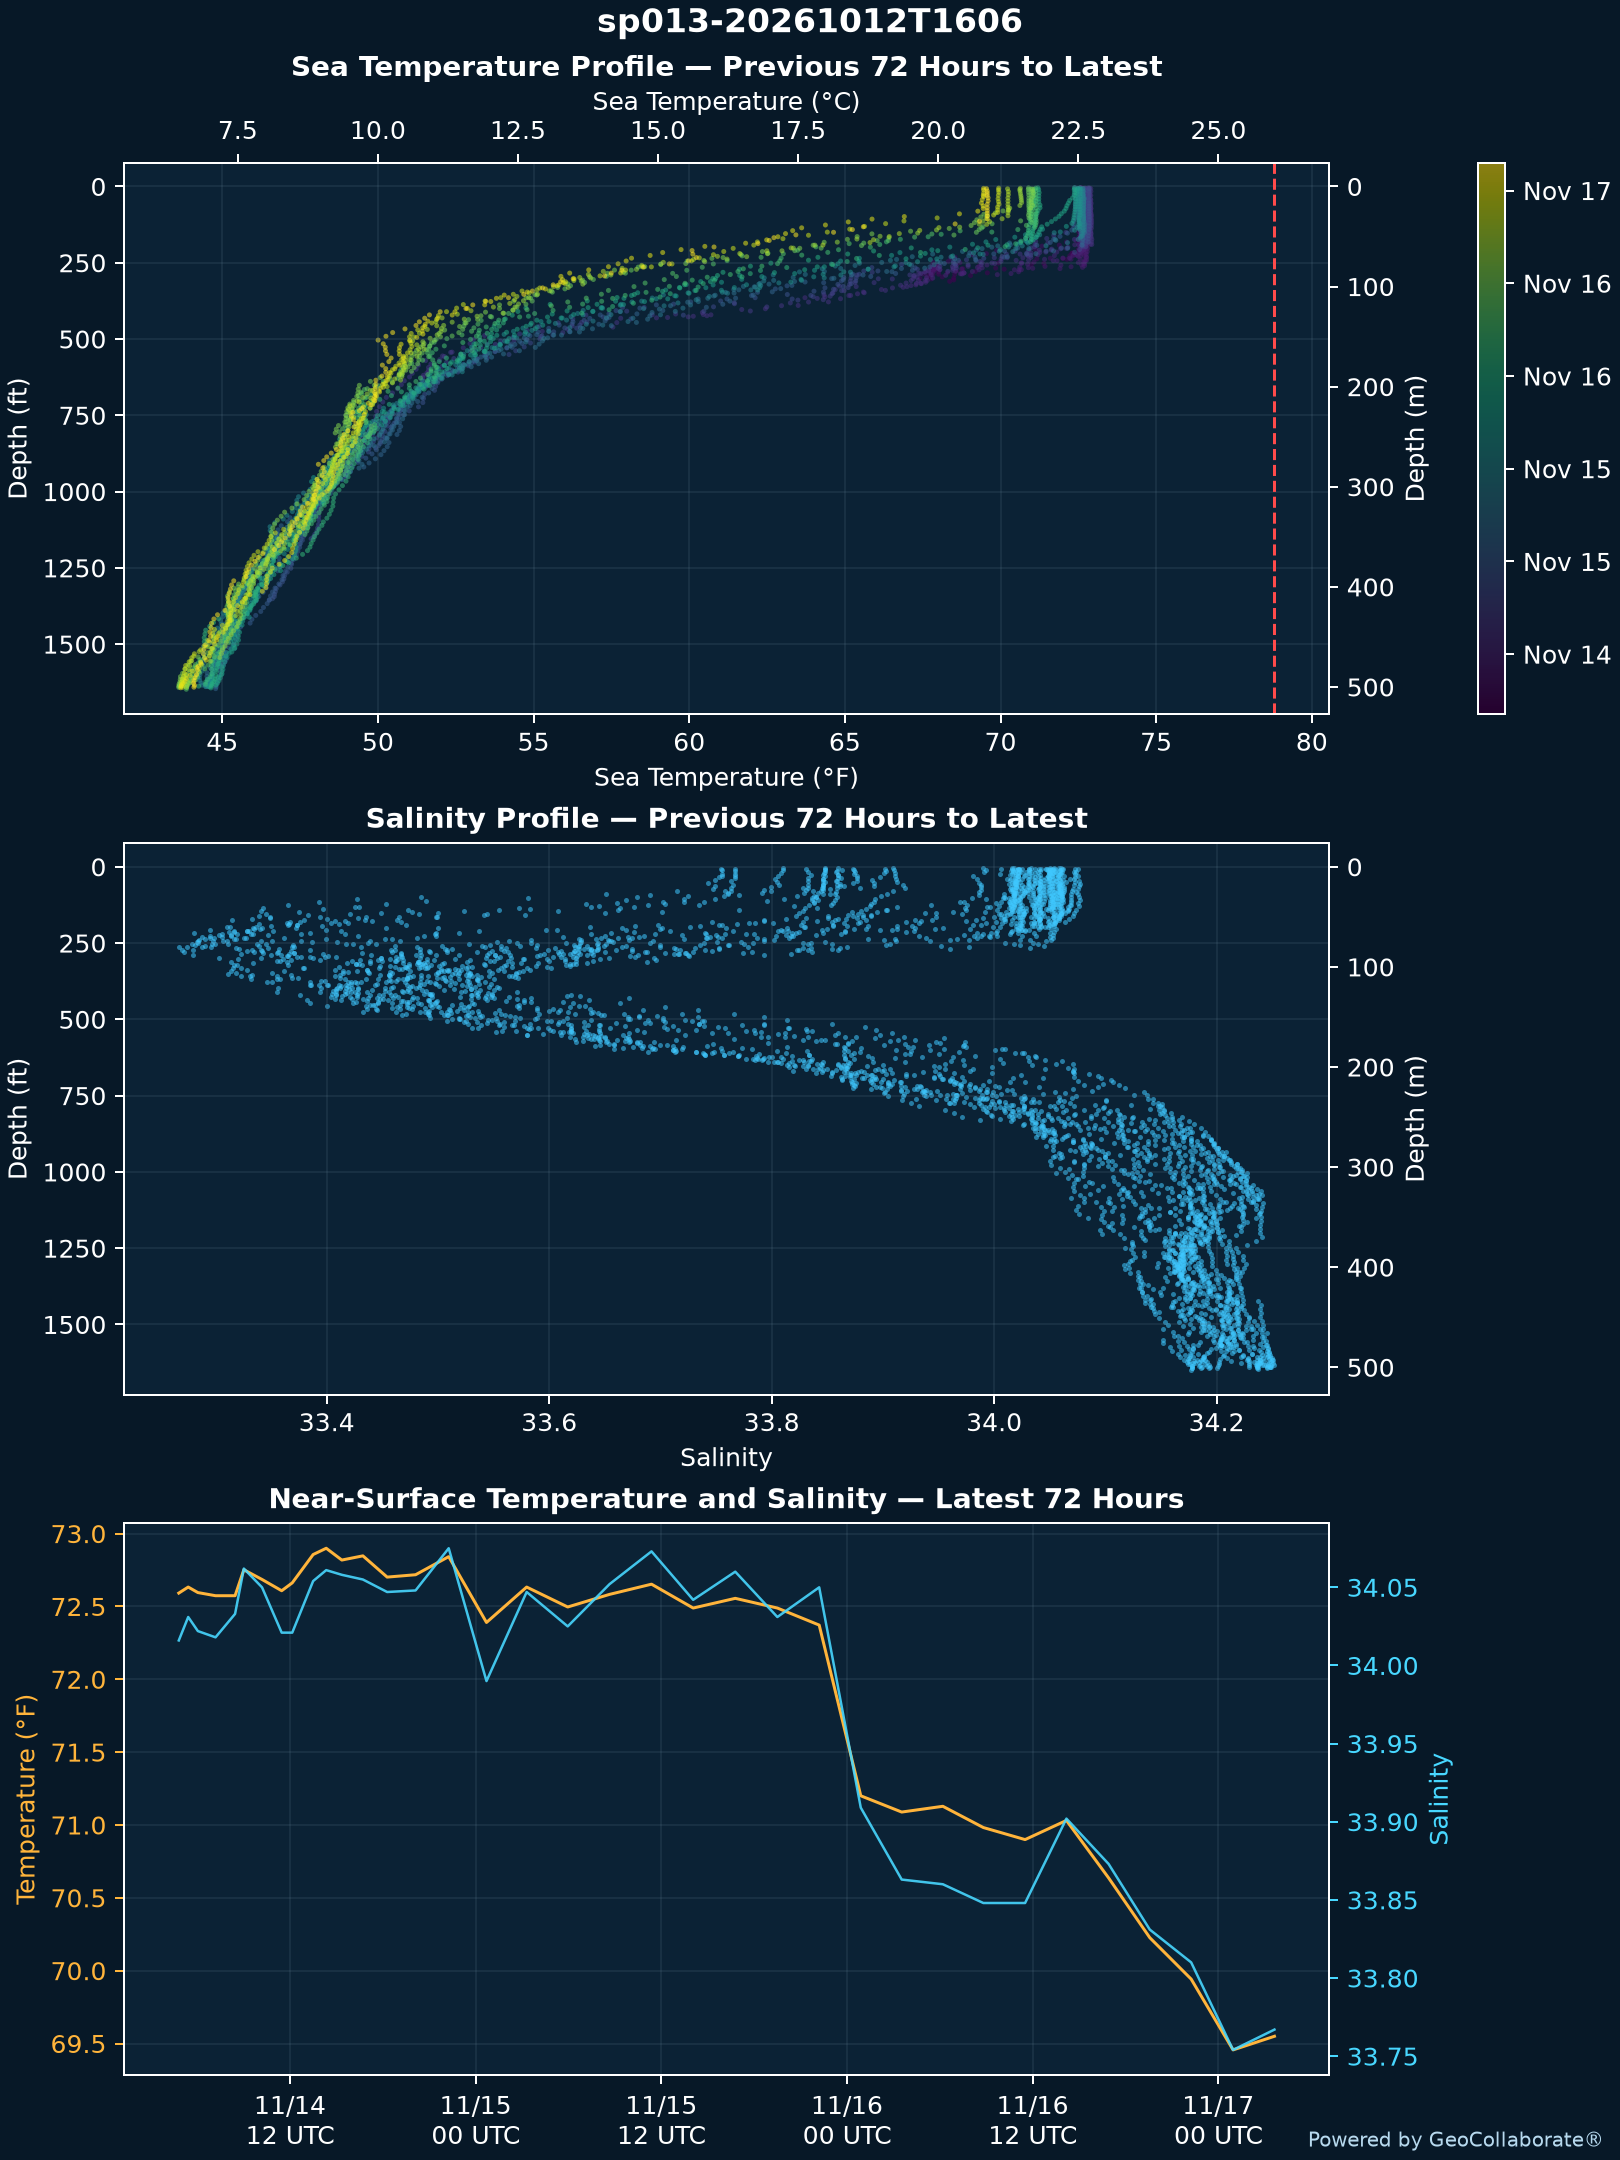 sp013-20261012T1606
Sea Temperature Profile — Previous 72 Hours to Latest
Sea Temperature (°C)
7.5 10.0 12.5 15.0 17.5 20.0 22.5 25.0
0
250
500
750
1000
1250
1500
Depth (ft)
0
100
200
300
400
500
Depth (m)
45 50 55 60 65 70 75 80
Sea Temperature (°F)
Nov 17
Nov 16
Nov 16
Nov 15
Nov 15
Nov 14
Salinity Profile — Previous 72 Hours to Latest
0
250
500
750
1000
1250
1500
Depth (ft)
0
100
200
300
400
500
Depth (m)
33.4 33.6 33.8 34.0 34.2
Salinity
Near-Surface Temperature and Salinity — Latest 72 Hours
73.0
72.5
72.0
71.5
71.0
70.5
70.0
69.5
Temperature (°F)
34.05
34.00
33.95
33.90
33.85
33.80
33.75
Salinity
11/14 11/15 11/15 11/16 11/16 11/17
12 UTC 00 UTC 12 UTC 00 UTC 12 UTC 00 UTC
Powered by GeoCollaborate®